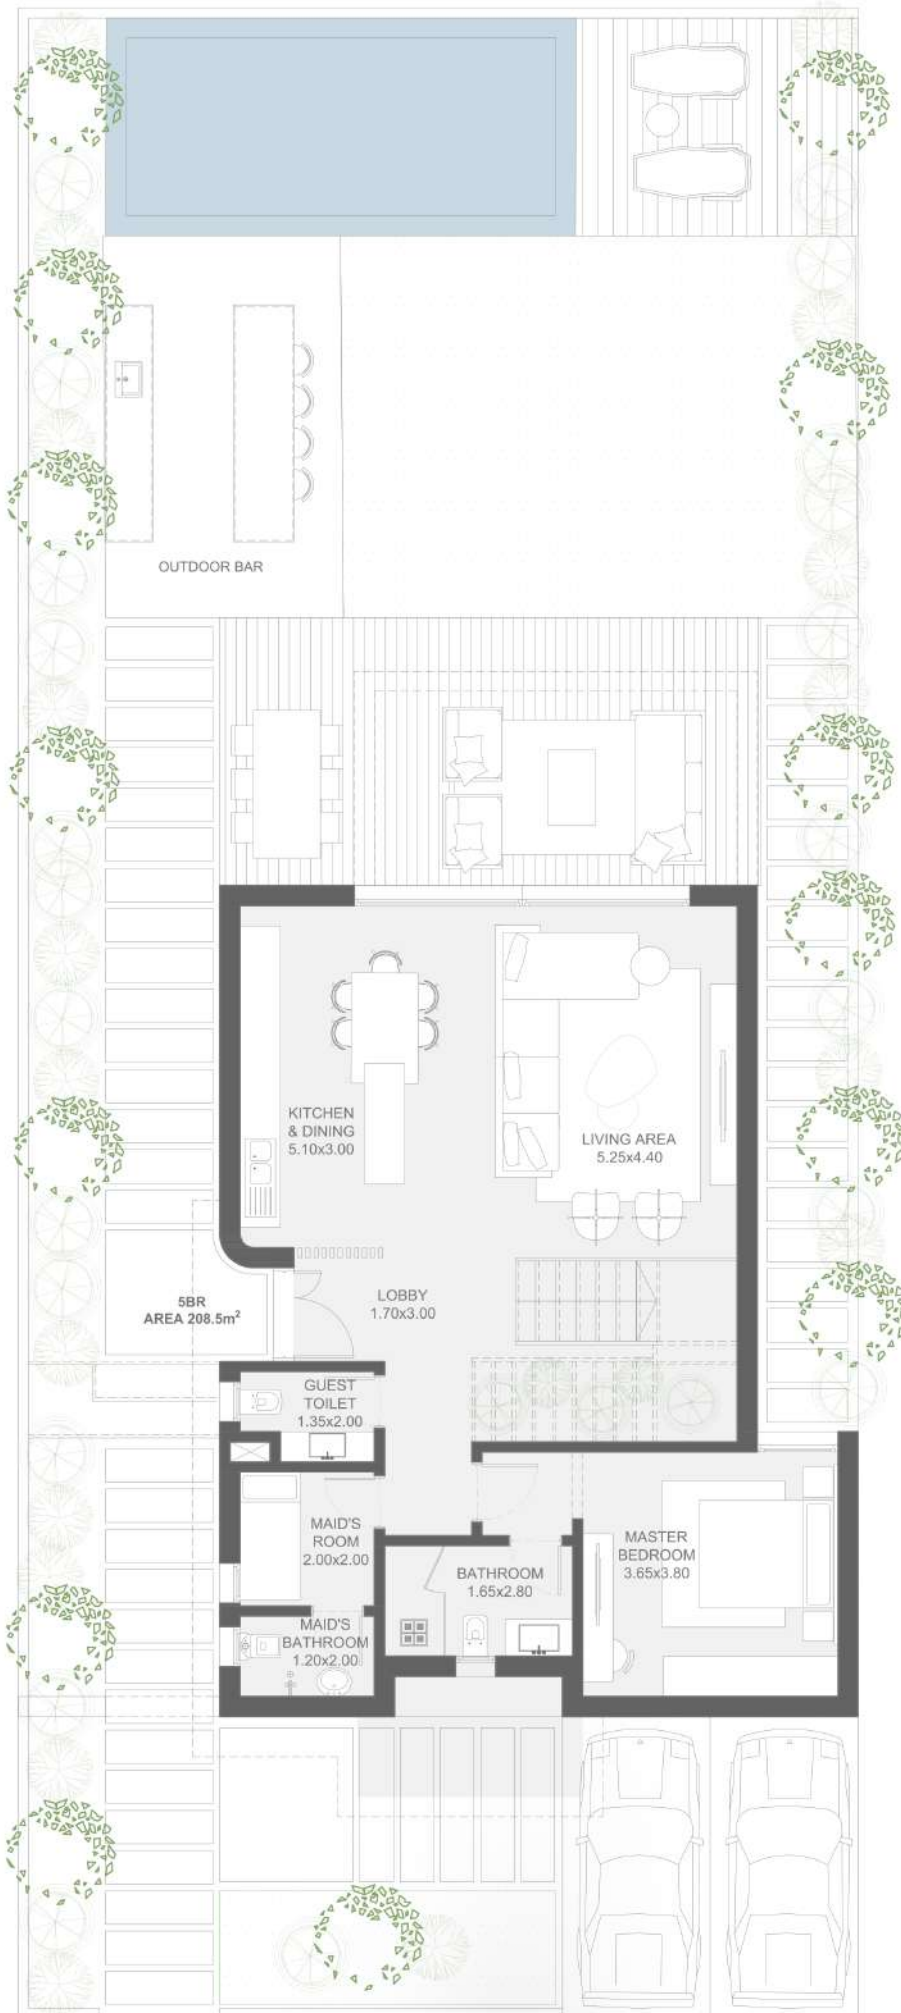 OUTDOOR BAR
KITCHEN
& DINING
5.10x3.00
LIVING AREA
5.25x4.40
5BR
AREA 208.5m²
LOBBY
1.70x3.00
GUEST
TOILET
1.35x2.00
MAID'S
ROOM
2.00x2.00
BATHROOM
1.65x2.80
MASTER
BEDROOM
3.65x3.80
MAID'S
BATHROOM
1.20x2.00